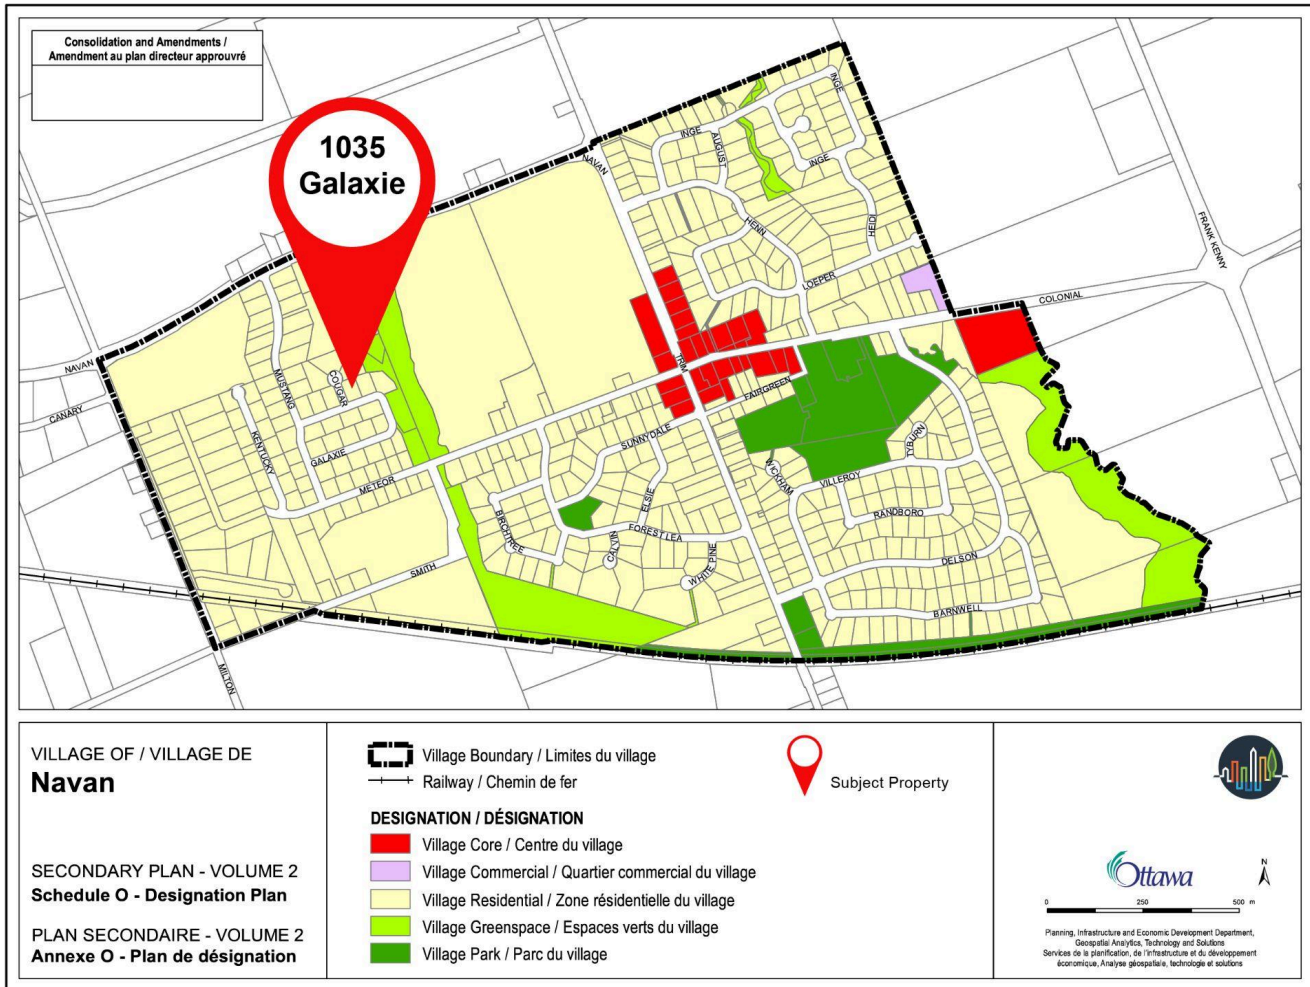 Consolidation and Amendments /
Amendment au plan directeur approuvré
1035
Galaxie
NAVAN
INGE
INGE
AUGUST
INGE
HENN
HEIDI
LOEPER
FRANK KENNY
COLONIAL
NAVAN
CANARY
MUSTANG
COUGAR
KENTUCKY
GALAXIE
METEOR
TRIM
FAIRGREEN
SUNNYDALE
ELSIE
BIRCHTREE
CALVIN
FOREST LEA
WHITE PINE
WICKHAM
VILLEROY
TYBURN
RANDBORO
DELSON
BARNWELL
SMITH
MILTON
VILLAGE OF / VILLAGE DE
Navan
SECONDARY PLAN - VOLUME 2
Schedule O - Designation Plan
PLAN SECONDAIRE - VOLUME 2
Annexe O - Plan de désignation
Village Boundary / Limites du village
Railway / Chemin de fer
Subject Property
DESIGNATION / DÉSIGNATION
Village Core / Centre du village
Village Commercial / Quartier commercial du village
Village Residential / Zone résidentielle du village
Village Greenspace / Espaces verts du village
Village Park / Parc du village
Ottawa
N
0 250 500 m
Planning, Infrastructure and Economic Development Department,
Geospatial Analytics, Technology and Solutions
Services de la planification, de l'infrastructure et du développement
économique, Analyse géospatiale, technologie et solutions